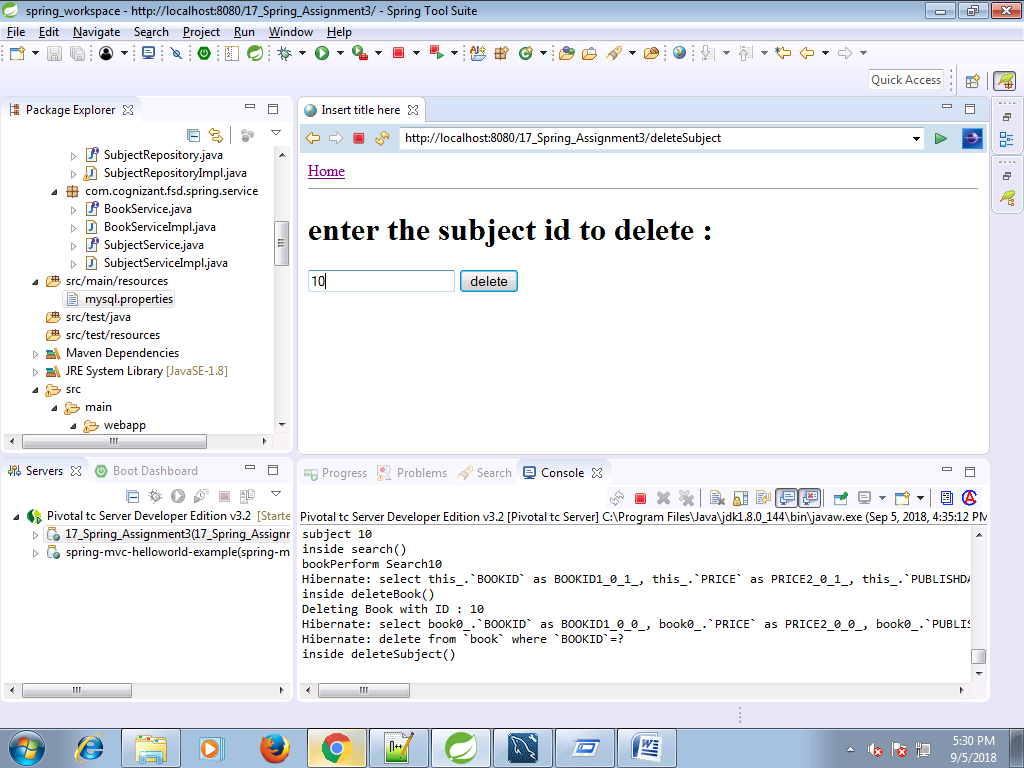 spring_workspace - http://localhost:8080/17_Spring_Assignment3/ - Spring Tool Suite
File Edit Navigate Search Project Run Window Help
Quick Access
Package Explorer
SubjectRepository.java
SubjectRepositoryImpl.java
com.cognizant.fsd.spring.service
BookService.java
BookServiceImpl.java
SubjectService.java
SubjectServiceImpl.java
src/main/resources
mysql.properties
src/test/java
src/test/resources
Maven Dependencies
JRE System Library [JavaSE-1.8]
src
main
webapp
Insert title here
http://localhost:8080/17_Spring_Assignment3/deleteSubject
Home
enter the subject id to delete :
10 delete
Servers Boot Dashboard
Pivotal tc Server Developer Edition v3.2 [Starte
17_Spring_Assignment3(17_Spring_Assignr
spring-mvc-helloworld-example(spring-m
Progress Problems Search Console
Pivotal tc Server Developer Edition v3.2 [Pivotal tc Server] C:\Program Files\Java\jdk1.8.0_144\bin\javaw.exe (Sep 5, 2018, 4:35:12 PM
subject 10
inside search()
bookPerform Search10
Hibernate: select this_.`BOOKID` as BOOKID1_0_1_, this_.`PRICE` as PRICE2_0_1_, this_.`PUBLISHDA
inside deleteBook()
Deleting Book with ID : 10
Hibernate: select book0_.`BOOKID` as BOOKID1_0_0_, book0_.`PRICE` as PRICE2_0_0_, book0_.`PUBLIS
Hibernate: delete from `book` where `BOOKID`=?
inside deleteSubject()
5:30 PM
9/5/2018